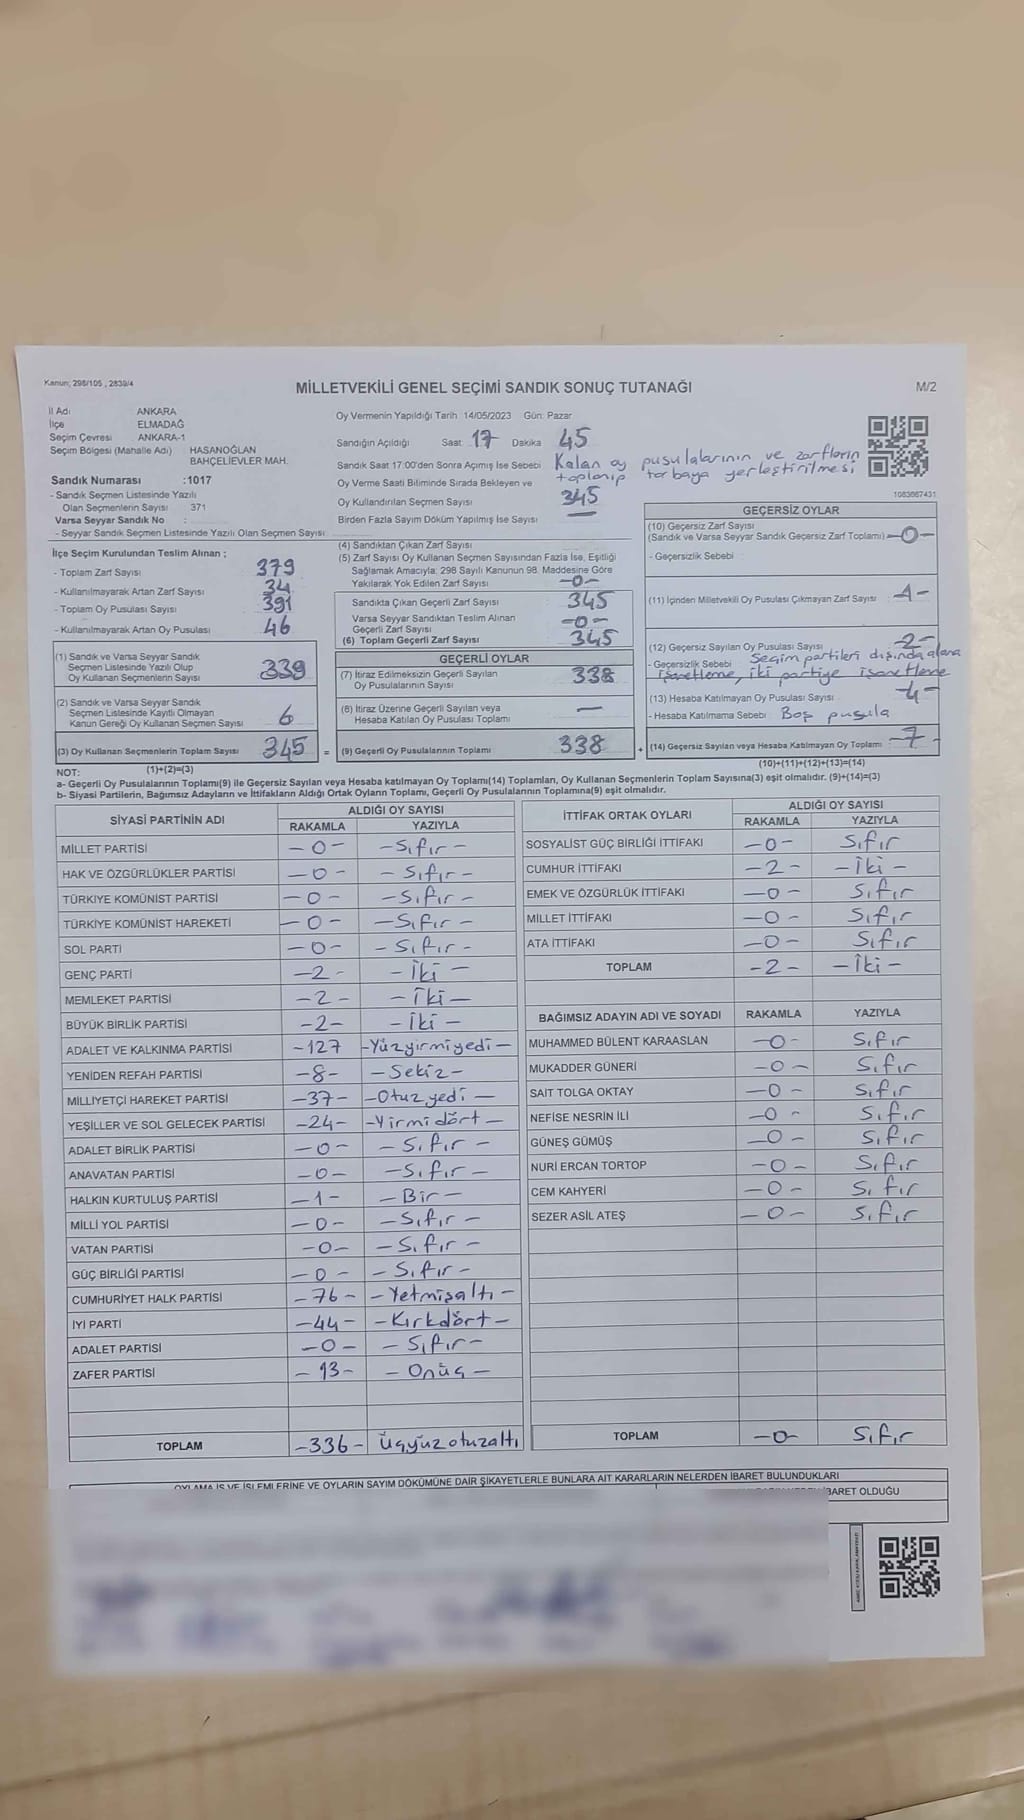 Kanun; 298/105 , 2839/4
MİLLETVEKİLİ GENEL SEÇİMİ SANDIK SONUÇ TUTANAĞI
M/2
İl Adı ANKARA
İlçe ELMADAĞ
Seçim Çevresi ANKARA-1
Seçim Bölgesi (Mahalle Adı) HASANOĞLAN
BAHÇELİEVLER MAH.
Sandık Numarası :1017
- Sandık Seçmen Listesinde Yazılı
Olan Seçmenlerin Sayısı 371
Varsa Seyyar Sandık No :
- Seyyar Sandık Seçmen Listesinde Yazılı Olan Seçmen Sayısı :
Oy Vermenin Yapıldığı Tarih 14/05/2023 Gün: Pazar
Sandığın Açıldığı Saat 17 Dakika 45
Sandık Saat 17:00'den Sonra Açımış İse Sebebi Kalan oy pusulalarının ve zarfların
toplanıp torbaya yerleştirilmesi
Oy Verme Saati Bitiminde Sırada Bekleyen ve
Oy Kullandırılan Seçmen Sayısı 345
Birden Fazla Sayım Döküm Yapılmış İse Sayısı —
1083667431
İlçe Seçim Kurulundan Teslim Alınan ;
- Toplam Zarf Sayısı 379
- Kullanılmayarak Artan Zarf Sayısı 34
- Toplam Oy Pusulası Sayısı 391
- Kullanılmayarak Artan Oy Pusulası 46
(1) Sandık ve Varsa Seyyar Sandık
Seçmen Listesinde Yazılı Olup
Oy Kullanan Seçmenlerin Sayısı 339
(2) Sandık ve Varsa Seyyar Sandık
Seçmen Listesinde Kayıtlı Olmayan
Kanun Gereği Oy Kullanan Seçmen Sayısı 6
(3) Oy Kullanan Seçmenlerin Toplam Sayısı 345 =
(1)+(2)=(3)
(4) Sandıktan Çıkan Zarf Sayısı
(5) Zarf Sayısı Oy Kullanan Seçmen Sayısından Fazla İse, Eşitliği
Sağlamak Amacıyla; 298 Sayılı Kanunun 98. Maddesine Göre
Yakılarak Yok Edilen Zarf Sayısı -0-
Sandıkta Çıkan Geçerli Zarf Sayısı 345
Varsa Seyyar Sandıktan Teslim Alınan
Geçerli Zarf Sayısı -0-
(6) Toplam Geçerli Zarf Sayısı 345
GEÇERLİ OYLAR
(7) İtiraz Edilmeksizin Geçerli Sayılan
Oy Pusulalarının Sayısı 338
(8) İtiraz Üzerine Geçerli Sayılan veya
Hesaba Katılan Oy Pusulası Toplamı —
(9) Geçerli Oy Pusulalarının Toplamı 338 +
GEÇERSİZ OYLAR
(10) Geçersiz Zarf Sayısı
(Sandık ve Varsa Seyyar Sandık Geçersiz Zarf Toplamı) -0-
- Geçersizlik Sebebi
(11) İçinden Milletvekili Oy Pusulası Çıkmayan Zarf Sayısı -1-
(12) Geçersiz Sayılan Oy Pusulası Sayısı -2-
- Geçersizlik Sebebi Seçim partileri dışında alana
işaretleme, iki partiye işaretleme
(13) Hesaba Katılmayan Oy Pusulası Sayısı -4-
- Hesaba Katılmama Sebebi Boş pusula
(14) Geçersiz Sayılan veya Hesaba Katılmayan Oy Toplamı -7-
(10)+(11)+(12)+(13)=(14)
NOT:
a- Geçerli Oy Pusulalarının Toplamı(9) ile Geçersiz Sayılan veya Hesaba katılmayan Oy Toplamı(14) Toplamları, Oy Kullanan Seçmenlerin Toplam Sayısına(3) eşit olmalıdır. (9)+(14)=(3)
b- Siyasi Partilerin, Bağımsız Adayların ve İttifakların Aldığı Ortak Oyların Toplamı, Geçerli Oy Pusulalarının Toplamına(9) eşit olmalıdır.
SİYASİ PARTİNİN ADI ALDIĞI OY SAYISI
RAKAMLA YAZIYLA
MİLLET PARTİSİ -0- -Sıfır-
HAK VE ÖZGÜRLÜKLER PARTİSİ -0- -Sıfır-
TÜRKİYE KOMÜNİST PARTİSİ -0- -Sıfır-
TÜRKİYE KOMÜNİST HAREKETİ -0- -Sıfır-
SOL PARTİ -0- -Sıfır-
GENÇ PARTİ -2- -İki-
MEMLEKET PARTİSİ -2- -İki-
BÜYÜK BİRLİK PARTİSİ -2- -İki-
ADALET VE KALKINMA PARTİSİ -127 -Yüzyirmiyedi-
YENİDEN REFAH PARTİSİ -8- -Sekiz-
MİLLİYETÇİ HAREKET PARTİSİ -37- -Otuzyedi-
YEŞİLLER VE SOL GELECEK PARTİSİ -24- -Yirmidört-
ADALET BİRLİK PARTİSİ -0- -Sıfır-
ANAVATAN PARTİSİ -0- -Sıfır-
HALKIN KURTULUŞ PARTİSİ -1- -Bir-
MİLLİ YOL PARTİSİ -0- -Sıfır-
VATAN PARTİSİ -0- -Sıfır-
GÜÇ BİRLİĞİ PARTİSİ -0- -Sıfır-
CUMHURİYET HALK PARTİSİ -76- -Yetmişaltı-
İYİ PARTİ -44- -Kırkdört-
ADALET PARTİSİ -0- -Sıfır-
ZAFER PARTİSİ -13- -Onüç-
TOPLAM -336- Üçyüzotuzaltı
İTTİFAK ORTAK OYLARI ALDIĞI OY SAYISI
RAKAMLA YAZIYLA
SOSYALİST GÜÇ BİRLİĞİ İTTİFAKI -0- Sıfır
CUMHUR İTTİFAKI -2- -İki-
EMEK VE ÖZGÜRLÜK İTTİFAKI -0- Sıfır
MİLLET İTTİFAKI -0- Sıfır
ATA İTTİFAKI -0- Sıfır
TOPLAM -2- -İki-
BAĞIMSIZ ADAYIN ADI VE SOYADI RAKAMLA YAZIYLA
MUHAMMED BÜLENT KARAASLAN -0- Sıfır
MUKADDER GÜNERİ -0- Sıfır
SAİT TOLGA OKTAY -0- Sıfır
NEFİSE NESRİN İLİ -0- Sıfır
GÜNEŞ GÜMÜŞ -0- Sıfır
NURİ ERCAN TORTOP -0- Sıfır
CEM KAHYERİ -0- Sıfır
SEZER ASİL ATEŞ -0- Sıfır
TOPLAM -0- Sıfır
OYLAMA İŞ VE İŞLEMLERİNE VE OYLARIN SAYIM DÖKÜMÜNE DAİR ŞİKAYETLERLE BUNLARA AİT KARARLARIN NELERDEN İBARET BULUNDUKLARI
İBARET OLDUĞU